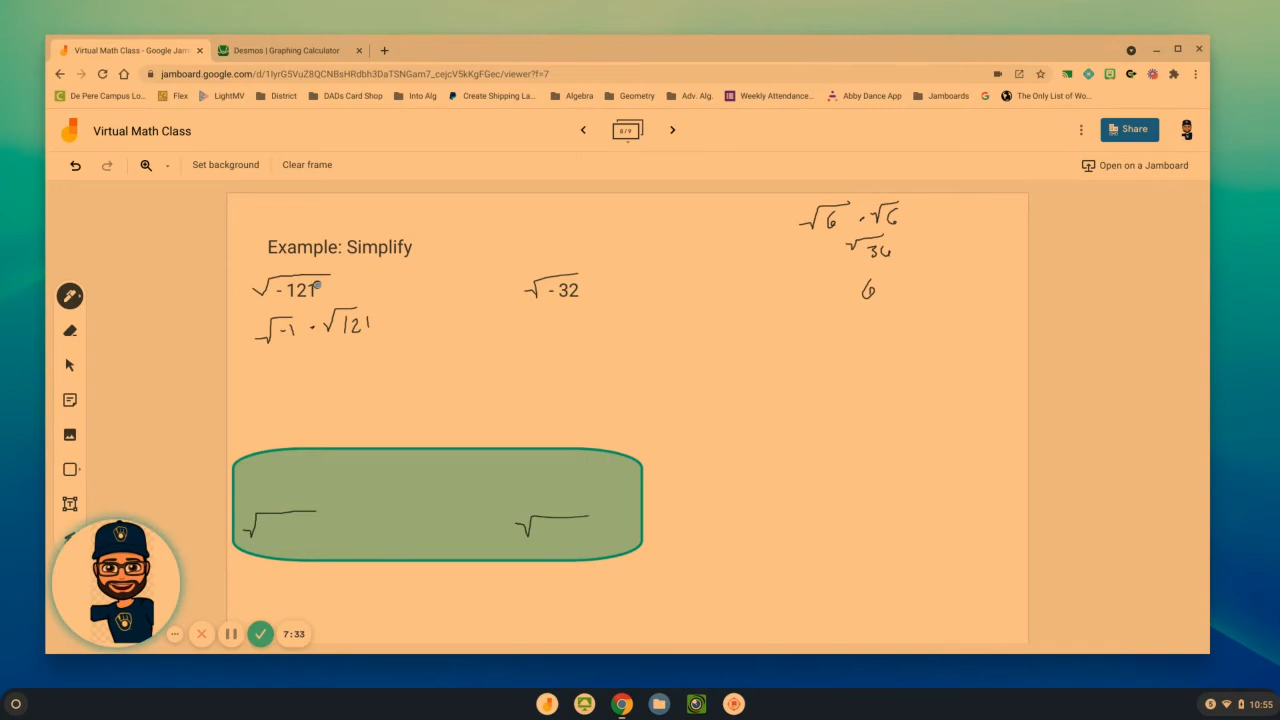 Virtual Math Class - Google Jam
Desmos | Graphing Calculator
jamboard.google.com/d/1IyrG5VuZ8QCNBsHRdbh3DaTSNGam7_cejcV5kKgFGec/viewer?f=7
De Pere Campus Lo... Flex LightMV District DADs Card Shop Into Alg Create Shipping La... Algebra Geometry Adv. Alg. Weekly Attendance... Abby Dance App Jamboards The Only List of Wo...
Virtual Math Class
8/9
Share
Set background
Clear frame
Open on a Jamboard
√6 · √6
√36
6
Example: Simplify
√-121
√-32
√-1 · √121
√
√
7:33
5
10:55